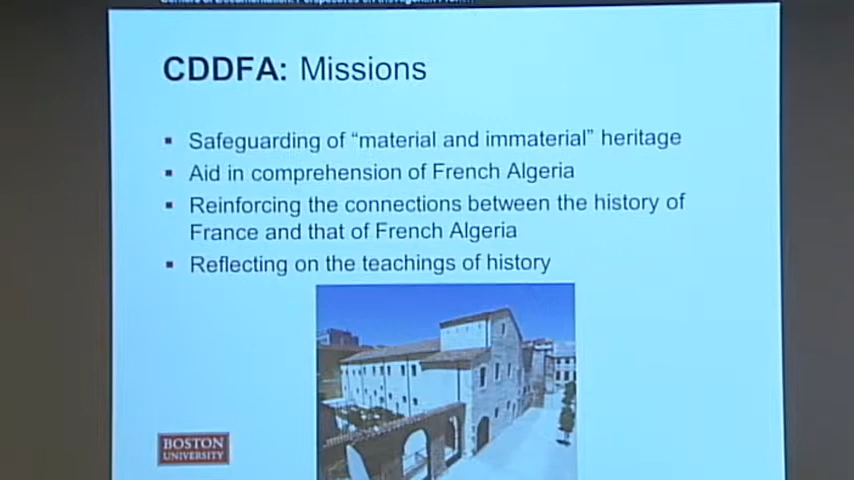 CDDFA: Missions
▪ Safeguarding of “material and immaterial” heritage
▪ Aid in comprehension of French Algeria
▪ Reinforcing the connections between the history of
France and that of French Algeria
▪ Reflecting on the teachings of history
BOSTON
UNIVERSITY